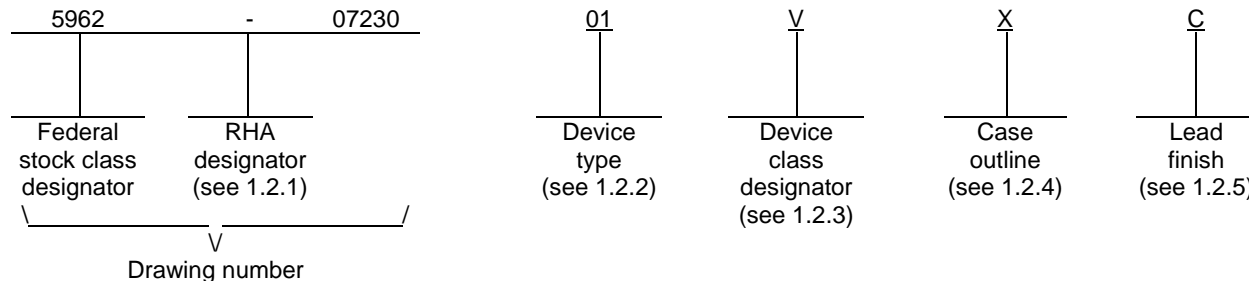 5962 - 07230 01 V X C
Federal stock class designator
RHA designator (see 1.2.1)
Device type (see 1.2.2)
Device class designator (see 1.2.3)
Case outline (see 1.2.4)
Lead finish (see 1.2.5)
\ /
\/
Drawing number